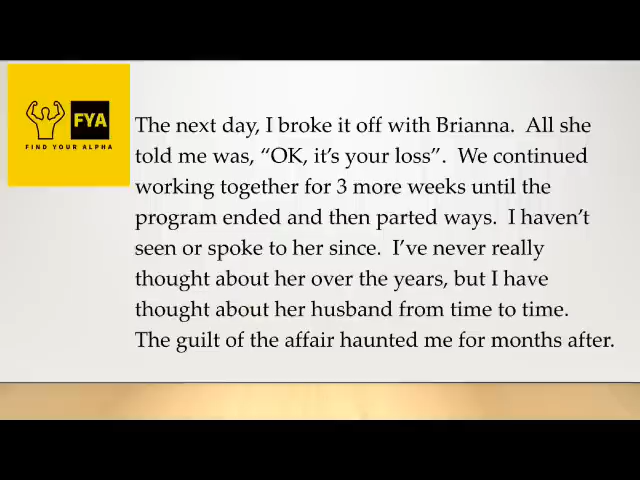 FYA
FIND YOUR ALPHA
The next day, I broke it off with Brianna. All she
told me was, “OK, it’s your loss”. We continued
working together for 3 more weeks until the
program ended and then parted ways. I haven’t
seen or spoke to her since. I’ve never really
thought about her over the years, but I have
thought about her husband from time to time.
The guilt of the affair haunted me for months after.